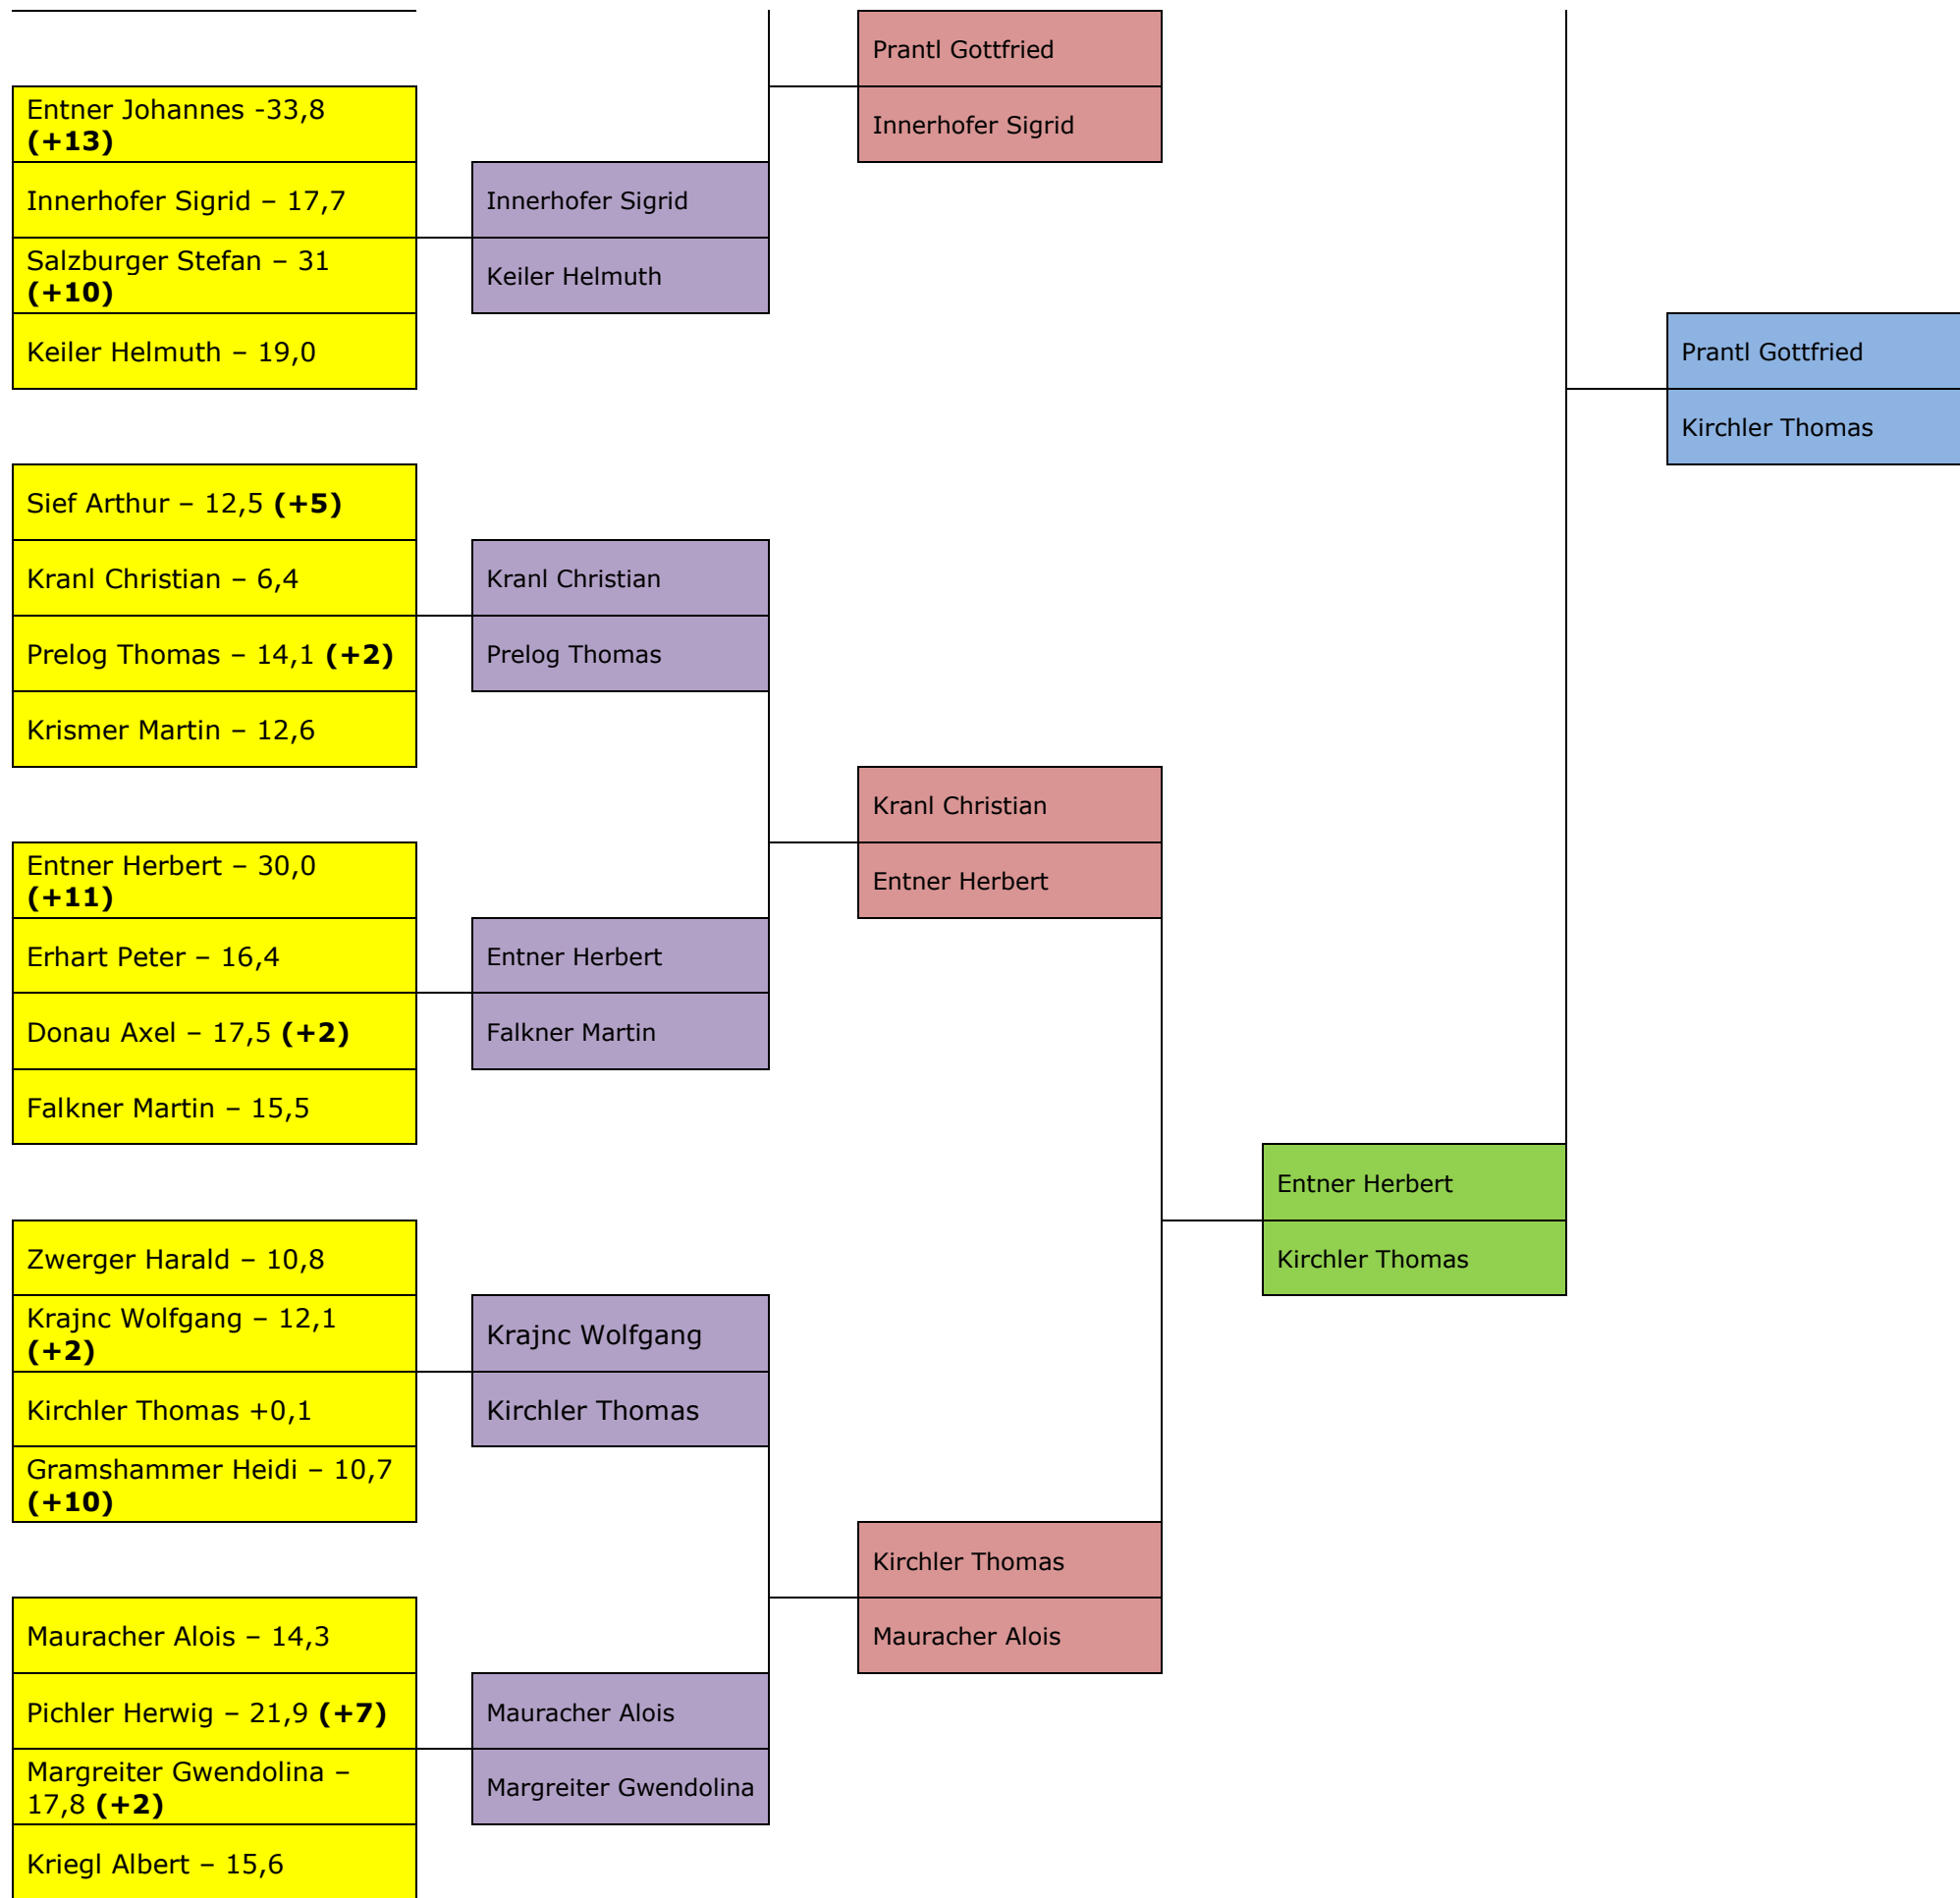 Entner Johannes -33,8
(+13)
Innerhofer Sigrid – 17,7
Salzburger Stefan – 31
(+10)
Keiler Helmuth – 19,0
Sief Arthur – 12,5 (+5)
Kranl Christian – 6,4
Prelog Thomas – 14,1 (+2)
Krismer Martin – 12,6
Entner Herbert – 30,0
(+11)
Erhart Peter – 16,4
Donau Axel – 17,5 (+2)
Falkner Martin – 15,5
Zwerger Harald – 10,8
Krajnc Wolfgang – 12,1
(+2)
Kirchler Thomas +0,1
Gramshammer Heidi – 10,7
(+10)
Mauracher Alois – 14,3
Pichler Herwig – 21,9 (+7)
Margreiter Gwendolina –
17,8 (+2)
Kriegl Albert – 15,6
Innerhofer Sigrid
Keiler Helmuth
Kranl Christian
Prelog Thomas
Entner Herbert
Falkner Martin
Krajnc Wolfgang
Kirchler Thomas
Mauracher Alois
Margreiter Gwendolina
Prantl Gottfried
Innerhofer Sigrid
Kranl Christian
Entner Herbert
Kirchler Thomas
Mauracher Alois
Entner Herbert
Kirchler Thomas
Prantl Gottfried
Kirchler Thomas